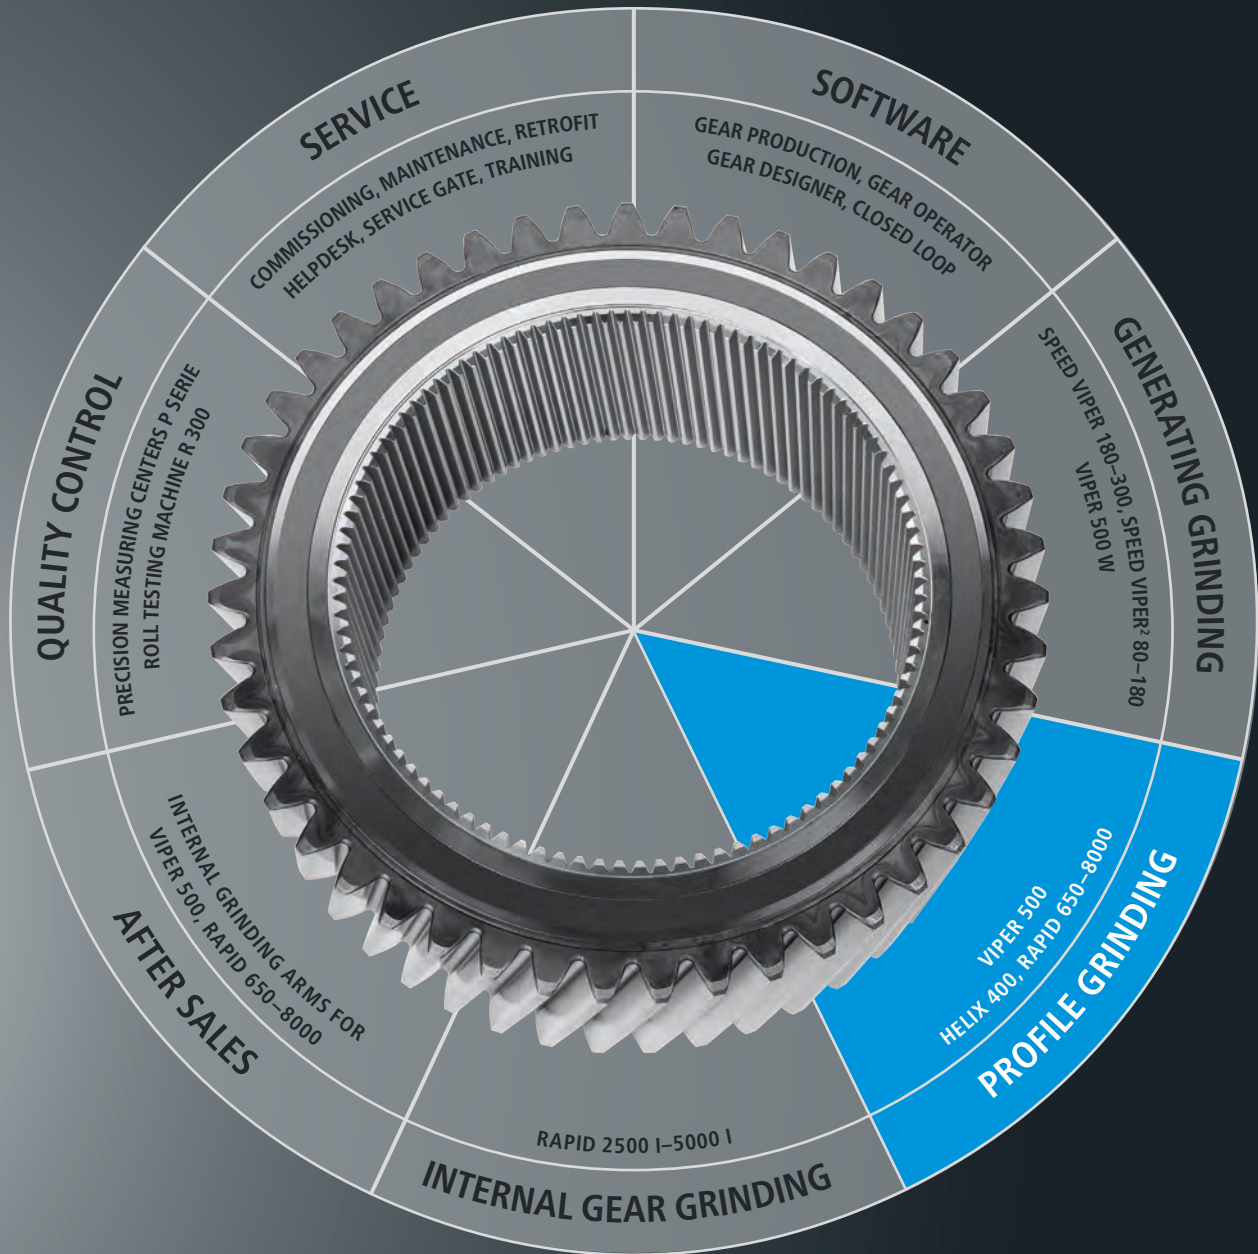 SERVICE
COMMISSIONING, MAINTENANCE, RETROFIT
HELPDESK, SERVICE GATE, TRAINING
SOFTWARE
GEAR PRODUCTION, GEAR OPERATOR
GEAR DESIGNER, CLOSED LOOP
GENERATING GRINDING
SPEED VIPER 180–300, SPEED VIPER² 80–180
VIPER 500 W
PROFILE GRINDING
VIPER 500
HELIX 400, RAPID 650–8000
INTERNAL GEAR GRINDING
RAPID 2500 I–5000 I
AFTER SALES
INTERNAL GRINDING ARMS FOR
VIPER 500, RAPID 650–8000
QUALITY CONTROL
PRECISION MEASURING CENTERS P SERIE
ROLL TESTING MACHINE R 300